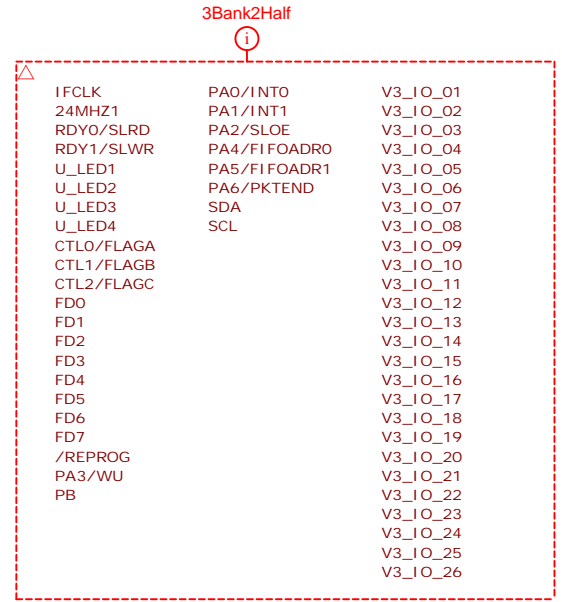 3Bank2Half
i
IFCLK PA0/INT0 V3_IO_01
24MHZ1 PA1/INT1 V3_IO_02
RDY0/SLRD PA2/SLOE V3_IO_03
RDY1/SLWR PA4/FIFOADR0 V3_IO_04
U_LED1 PA5/FIFOADR1 V3_IO_05
U_LED2 PA6/PKTEND V3_IO_06
U_LED3 SDA V3_IO_07
U_LED4 SCL V3_IO_08
CTL0/FLAGA V3_IO_09
CTL1/FLAGB V3_IO_10
CTL2/FLAGC V3_IO_11
FD0 V3_IO_12
FD1 V3_IO_13
FD2 V3_IO_14
FD3 V3_IO_15
FD4 V3_IO_16
FD5 V3_IO_17
FD6 V3_IO_18
FD7 V3_IO_19
/REPROG V3_IO_20
PA3/WU V3_IO_21
PB V3_IO_22
V3_IO_23
V3_IO_24
V3_IO_25
V3_IO_26